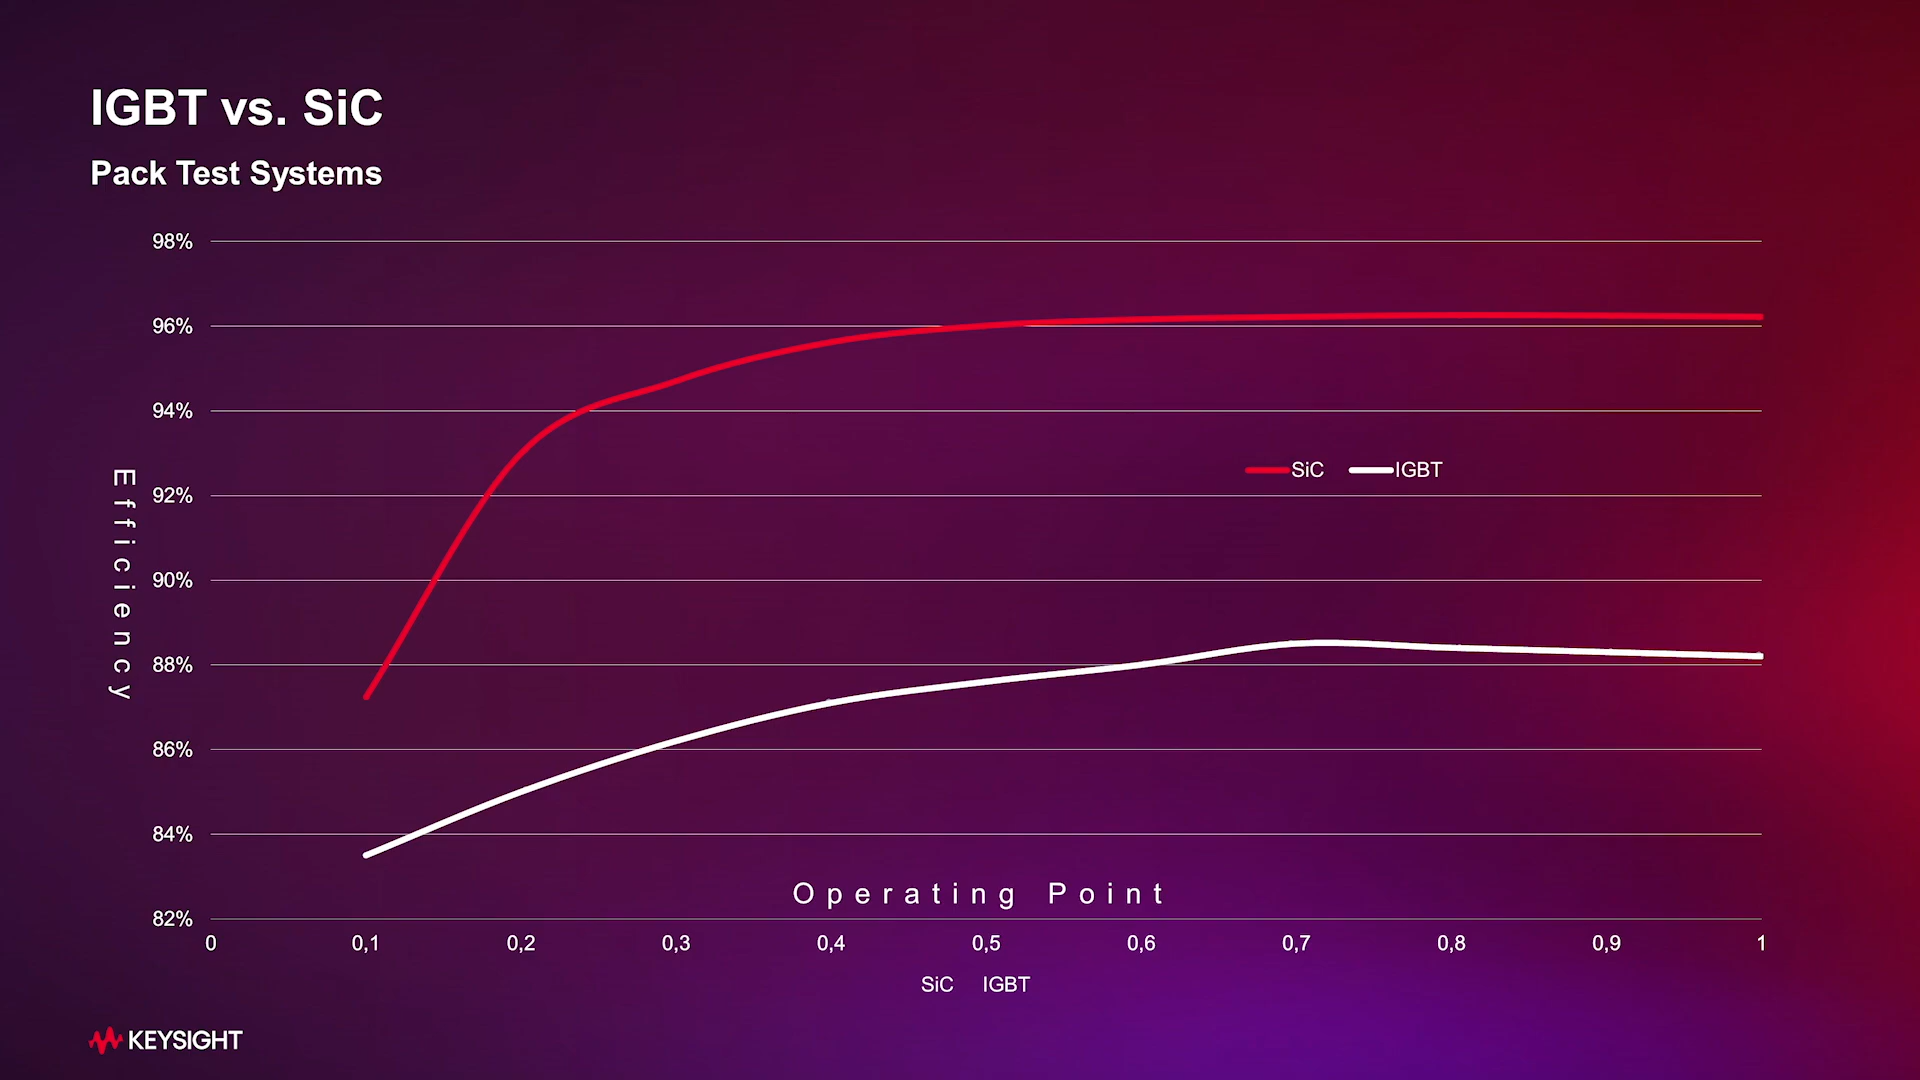 IGBT vs. SiC
Pack Test Systems
98%
96%
94%
92%
90%
88%
86%
84%
82%
Efficiency
SiC IGBT
Operating Point
0 0,1 0,2 0,3 0,4 0,5 0,6 0,7 0,8 0,9 1
SiC IGBT
KEYSIGHT